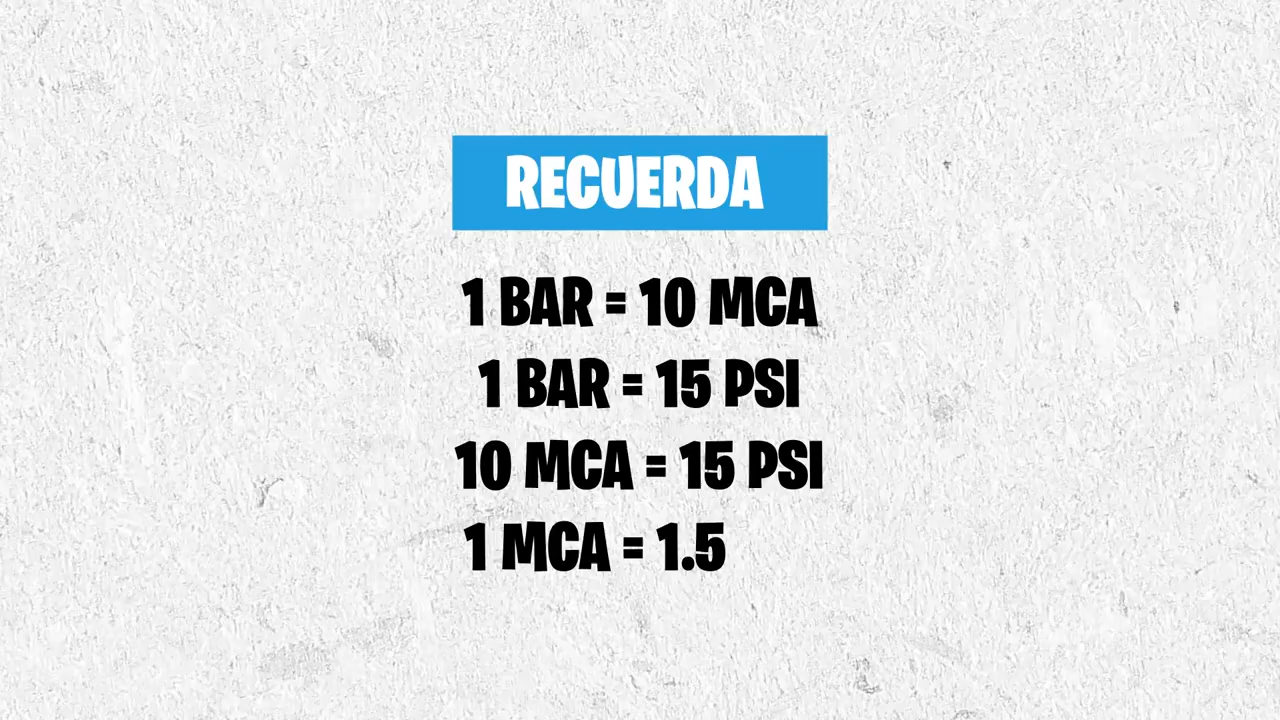 RECUERDA
1 BAR = 10 MCA
1 BAR = 15 PSI
10 MCA = 15 PSI
1 MCA = 1.5